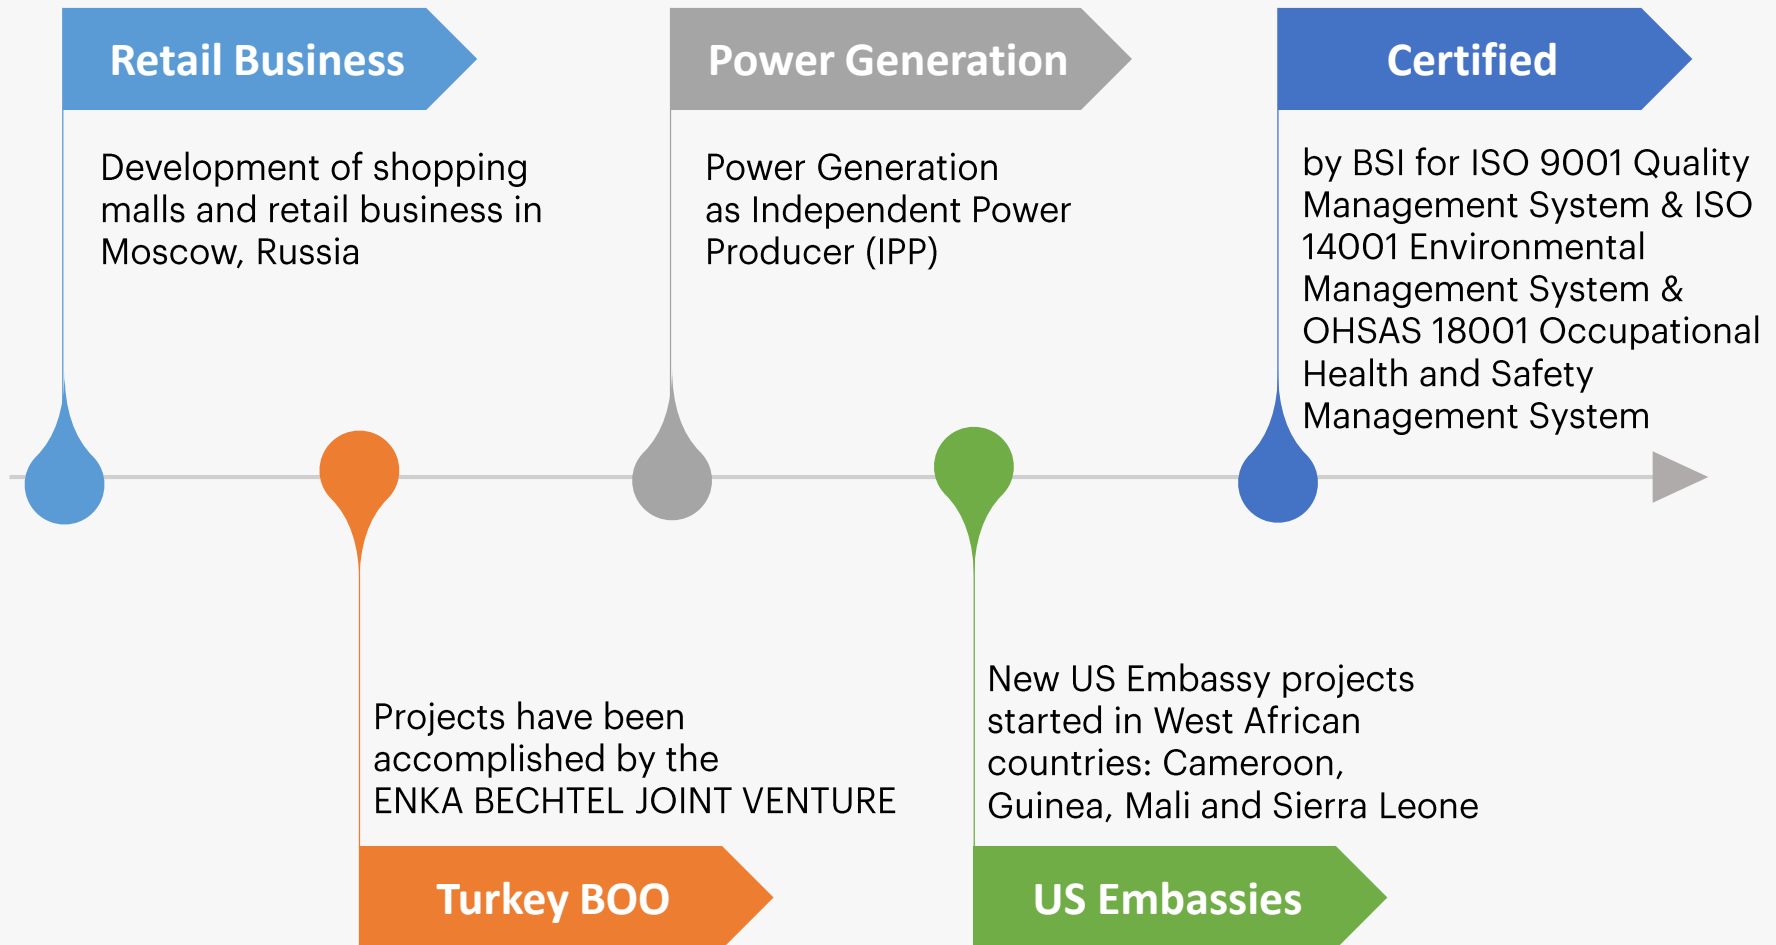 Retail Business
Development of shopping
malls and retail business in
Moscow, Russia
Projects have been
accomplished by the
ENKA BECHTEL JOINT VENTURE
Turkey BOO
Power Generation
Power Generation
as Independent Power
Producer (IPP)
New US Embassy projects
started in West African
countries: Cameroon,
Guinea, Mali and Sierra Leone
US Embassies
Certified
by BSI for ISO 9001 Quality
Management System & ISO
14001 Environmental
Management System &
OHSAS 18001 Occupational
Health and Safety
Management System